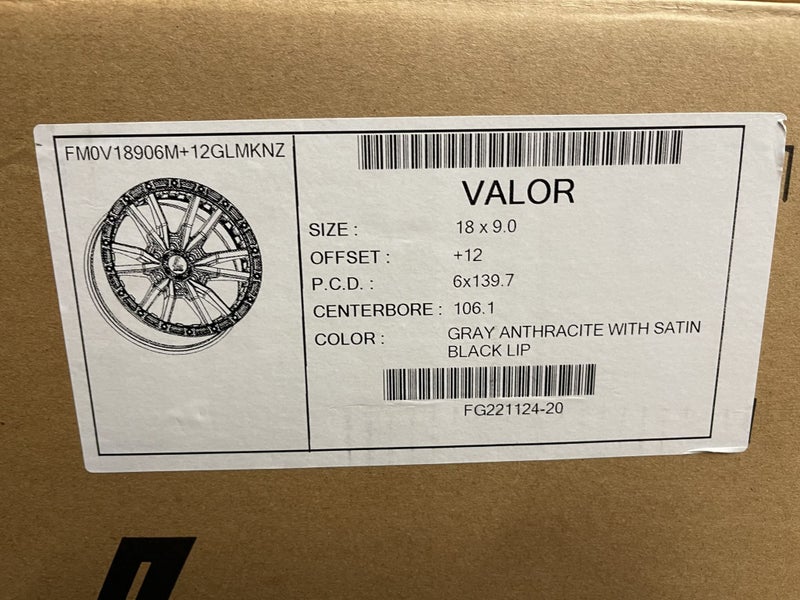 FM0V18906M+12GLMKNZ
VALOR
SIZE : 18 x 9.0
OFFSET : +12
P.C.D. : 6x139.7
CENTERBORE : 106.1
COLOR : GRAY ANTHRACITE WITH SATIN
BLACK LIP
FG221124-20